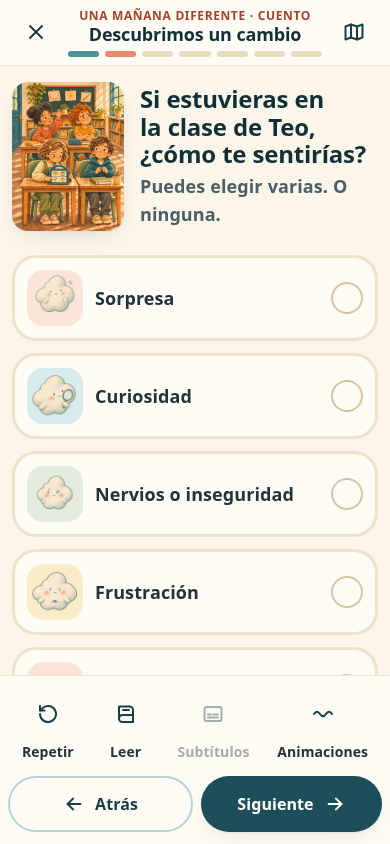 UNA MAÑANA DIFERENTE · CUENTO
Descubrimos un cambio
Si estuvieras en
la clase de Teo,
¿cómo te sentirías?
Puedes elegir varias. O
ninguna.
Sorpresa
Curiosidad
Nervios o inseguridad
Frustración
Repetir
Leer
Subtítulos
Animaciones
Atrás
Siguiente